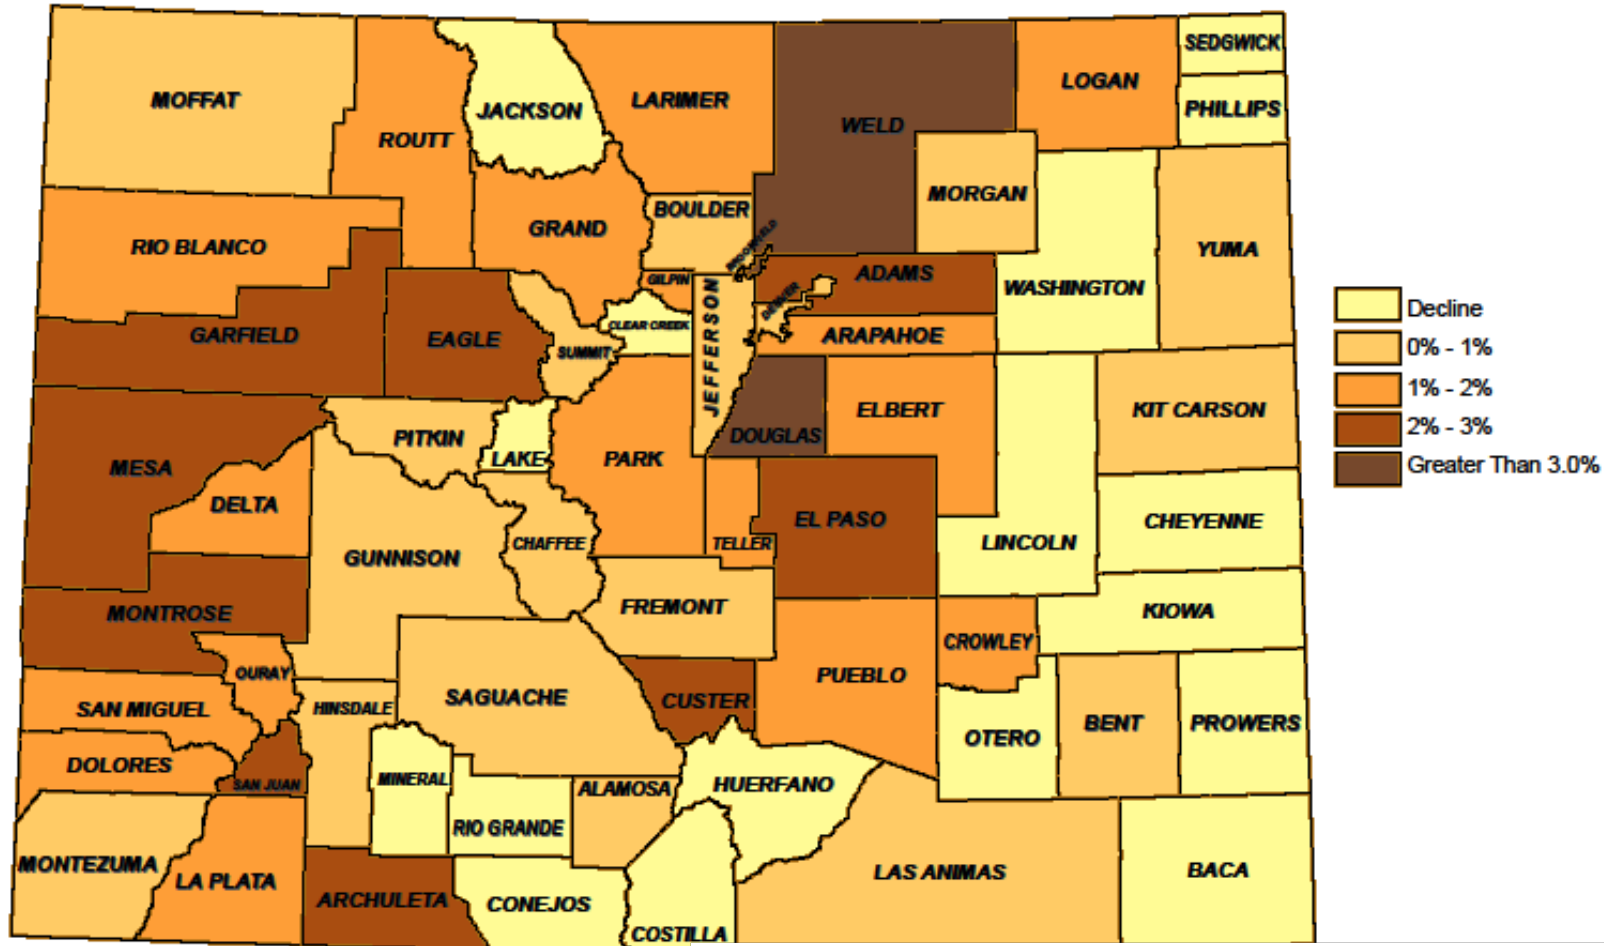 SEDGWICK
LOGAN
MOFFAT
LARIMER
JACKSON
PHILLIPS
WELD
ROUTT
MORGAN
BOULDER
GRAND
RIO BLANCO
BROOMFIELD
YUMA
ADAMS
GILPIN
WASHINGTON
DENVER
Decline
CLEAR CREEK
GARFIELD
EAGLE
ARAPAHOE
JEFFERSON
0% - 1%
SUMMIT
1% - 2%
ELBERT
KIT CARSON
2% - 3%
PITKIN
DOUGLAS
LAKE
PARK
Greater Than 3.0%
MESA
DELTA
EL PASO
CHEYENNE
CHAFFEE
TELLER
LINCOLN
GUNNISON
FREMONT
KIOWA
MONTROSE
CROWLEY
OURAY
PUEBLO
SAGUACHE
CUSTER
HINSDALE
SAN MIGUEL
BENT
PROWERS
OTERO
DOLORES
MINERAL
SAN JUAN
HUERFANO
ALAMOSA
RIO GRANDE
MONTEZUMA
LAS ANIMAS
BACA
LA PLATA
ARCHULETA
CONEJOS
COSTILLA